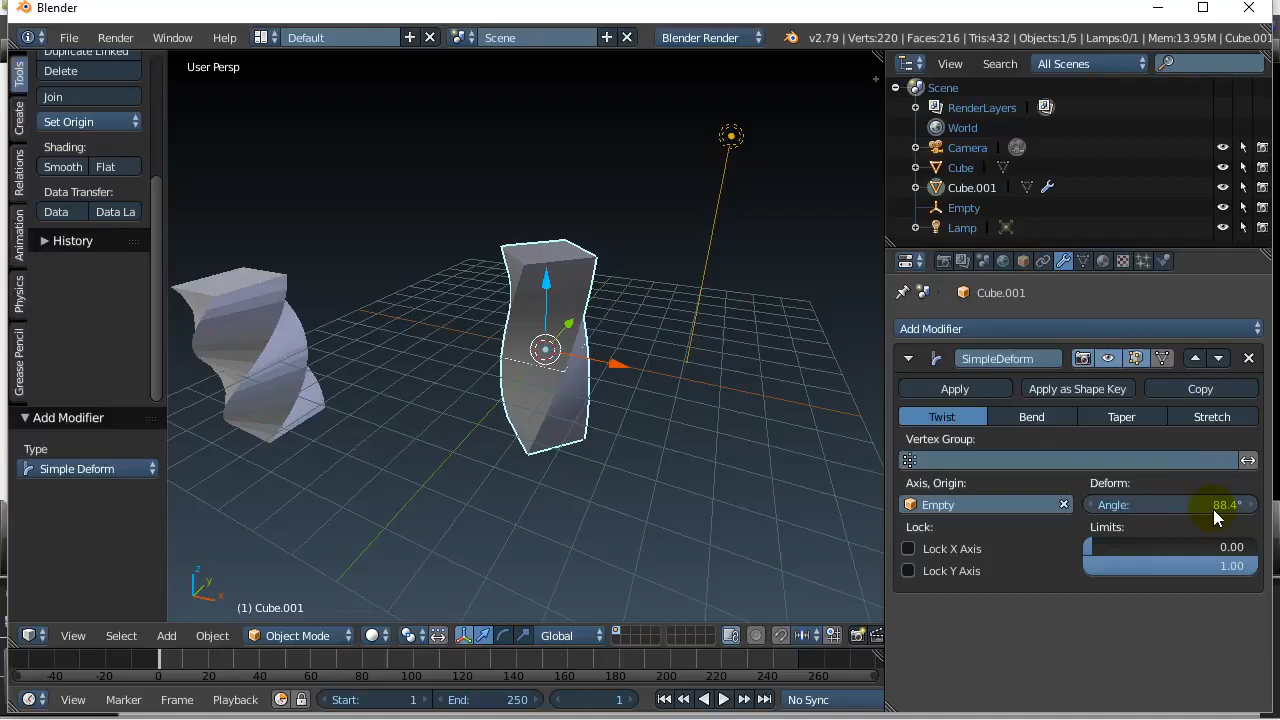 Blender
File Render Window Help Default Scene Blender Render v2.79 | Verts:220 | Faces:216 | Tris:432 | Objects:1/5 | Lamps:0/1 | Mem:13.95M | Cube.001
Tools
Create
Relations
Animation
Physics
Grease Pencil
Duplicate Linked
Delete
Join
Set Origin
Shading:
Smooth Flat
Data Transfer:
Data Data La
History
Add Modifier
Type
Simple Deform
User Persp
z
y
x
(1) Cube.001
View Select Add Object Object Mode Global
-40 -20 0 20 40 60 80 100 120 140 160 180 200 220 240 260
View Marker Frame Playback Start: 1 End: 250 1 No Sync
View Search All Scenes
Scene
RenderLayers
World
Camera
Cube
Cube.001
Empty
Lamp
Cube.001
Add Modifier
SimpleDeform
Apply Apply as Shape Key Copy
Twist Bend Taper Stretch
Vertex Group:
Axis, Origin: Deform:
Empty Angle: 88.4°
Lock: Limits:
Lock X Axis 0.00
Lock Y Axis 1.00